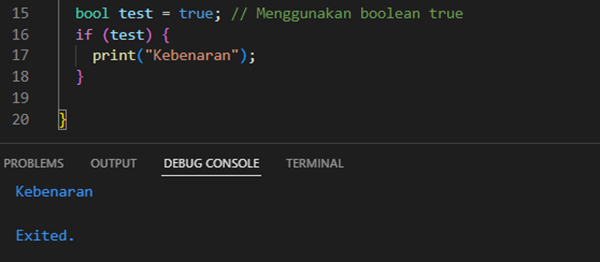 15 bool test = true; // Menggunakan boolean true
16 if (test) {
17 print("Kebenaran");
18 }
19
20 }
PROBLEMS OUTPUT DEBUG CONSOLE TERMINAL
Kebenaran
Exited.